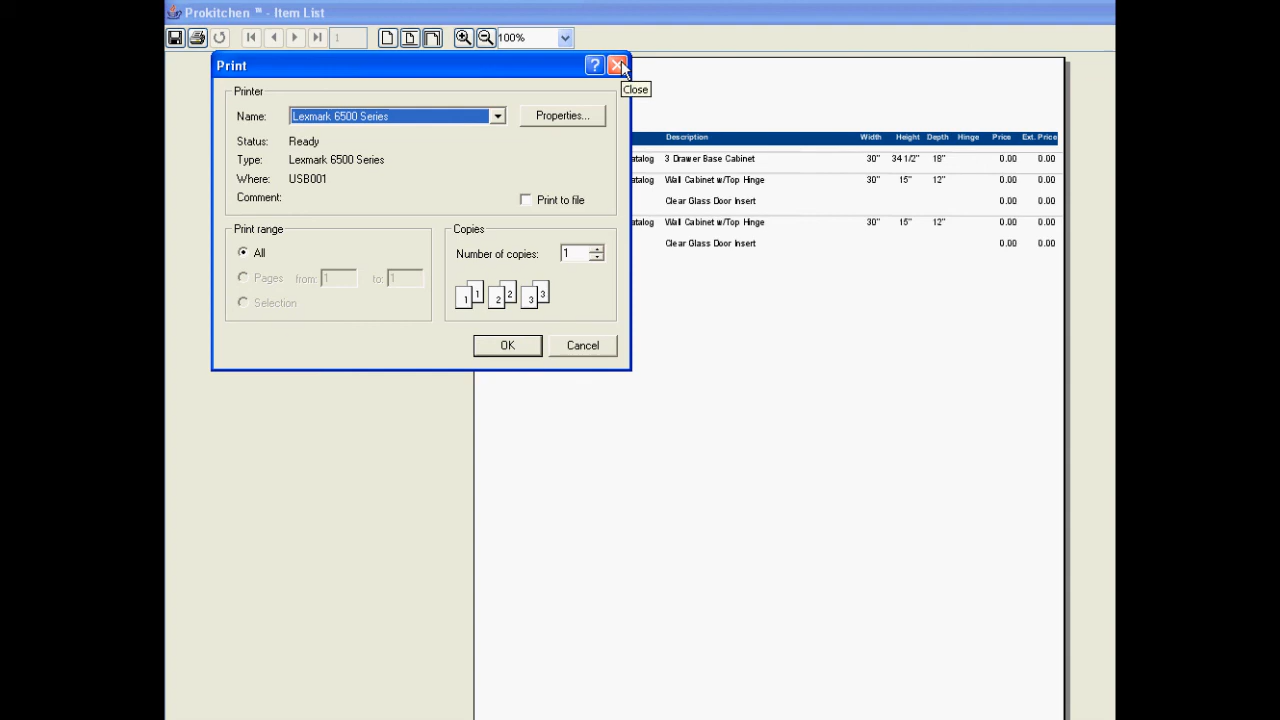 Prokitchen ™ - Item List
1
100%
Print
?
Close
Printer
Name: Lexmark 6500 Series Properties...
Status: Ready
Type: Lexmark 6500 Series
Where: USB001
Comment:
Print to file
Print range
All
Pages from: 1 to: 1
Selection
Copies
Number of copies: 1
1 1 2 2 3 3
OK Cancel
Description Width Height Depth Hinge Price Ext. Price
atalog 3 Drawer Base Cabinet 30" 34 1/2" 18" 0.00 0.00
atalog Wall Cabinet w/Top Hinge 30" 15" 12" 0.00 0.00
Clear Glass Door Insert 0.00 0.00
atalog Wall Cabinet w/Top Hinge 30" 15" 12" 0.00 0.00
Clear Glass Door Insert 0.00 0.00